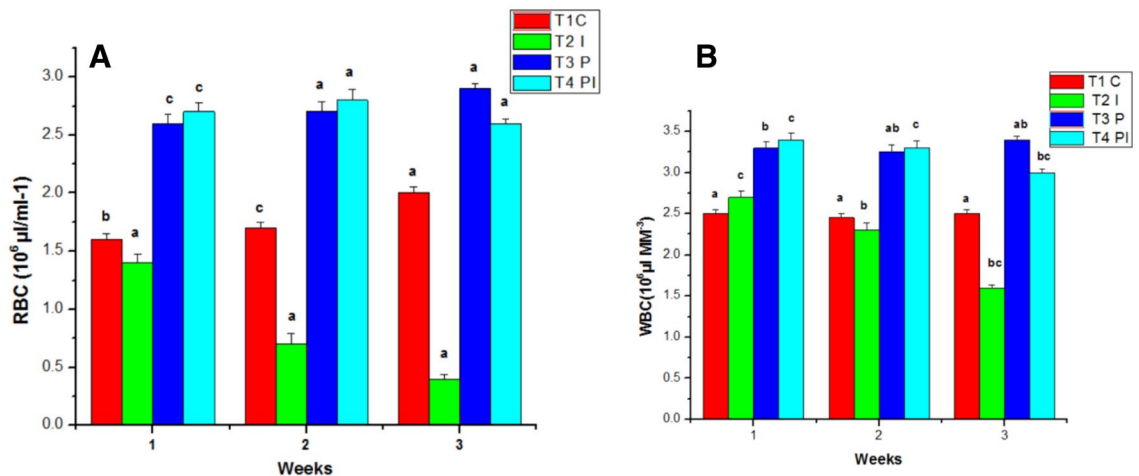 A
T1C
T2 I
T3 P
T4 PI
RBC (10⁶ µl/ml-1)
3.0
2.5
2.0
1.5
1.0
0.5
0.0
b a c c
c a a a
a a a a
1 2 3
Weeks
B
T1 C
T2 I
T3 P
T4 PI
WBC(10⁶µl MM⁻³)
3.5
3.0
2.5
2.0
1.5
1.0
0.5
0.0
a c b c
a b ab c
a bc ab bc
1 2 3
Weeks